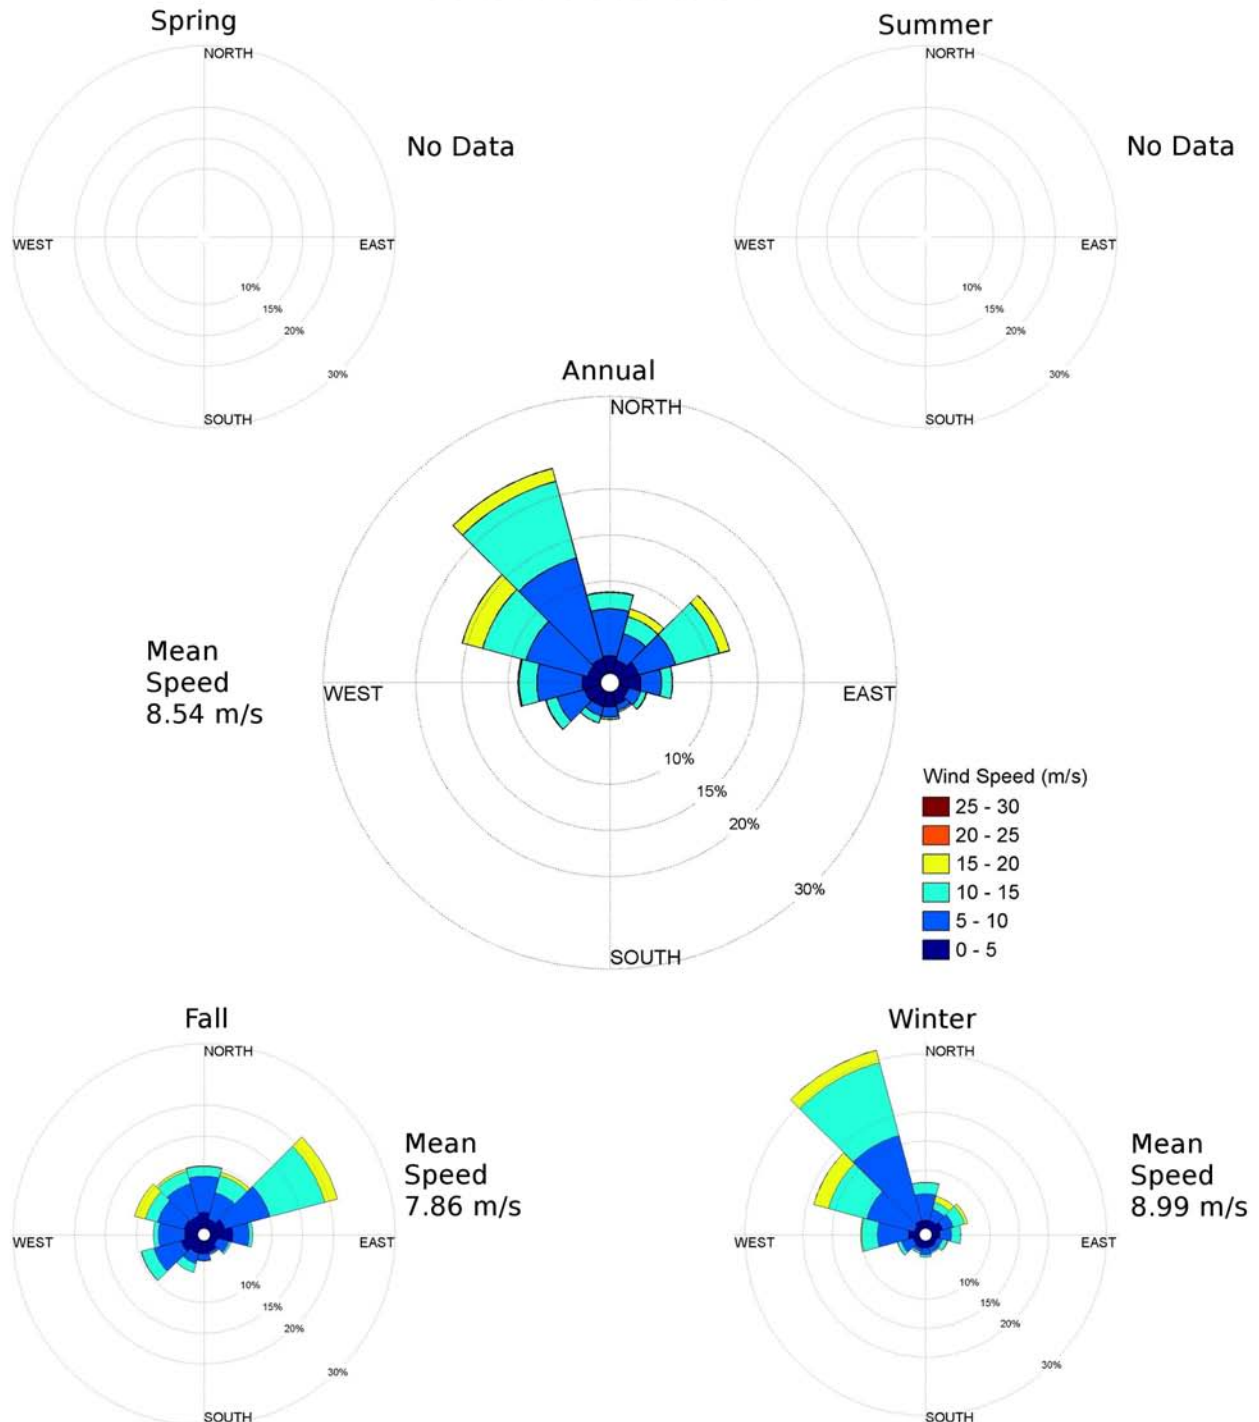 Spring
NORTH
No Data
WEST
EAST
10%
15%
20%
30%
SOUTH
Summer
NORTH
No Data
WEST
EAST
10%
15%
20%
30%
SOUTH
Annual
NORTH
Mean
Speed
8.54 m/s
WEST
EAST
10%
15%
20%
30%
SOUTH
Wind Speed (m/s)
25 - 30
20 - 25
15 - 20
10 - 15
5 - 10
0 - 5
Fall
NORTH
Mean
Speed
7.86 m/s
WEST
EAST
10%
15%
20%
30%
SOUTH
Winter
NORTH
Mean
Speed
8.99 m/s
WEST
EAST
10%
15%
20%
30%
SOUTH